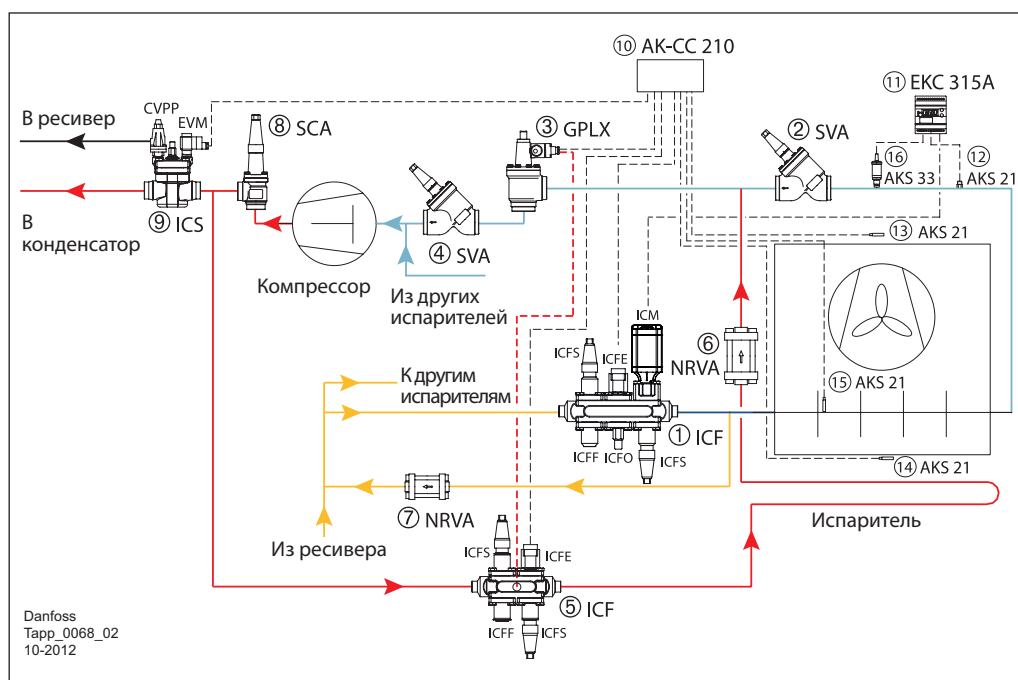 ⑩ AK-CC 210
⑪ EKC 315A
CVPP
EVM
В ресивер
⑧ SCA
③ GPLX
② SVA
⑯
AKS 33
⑫
AKS 21
⑨ ICS
В
конденсатор
④ SVA
⑬ AKS 21
Компрессор
Из других
испарителей
ICM
ICFS
ICFE
⑥
NRVA
К другим
испарителям
⑮ AKS 21
① ICF
ICFF
ICFO
ICFS
⑭ AKS 21
⑦ NRVA
Испаритель
Из ресивера
ICFS
ICFE
⑤ ICF
ICFF
ICFS
Danfoss
Tapp_0068_02
10-2012